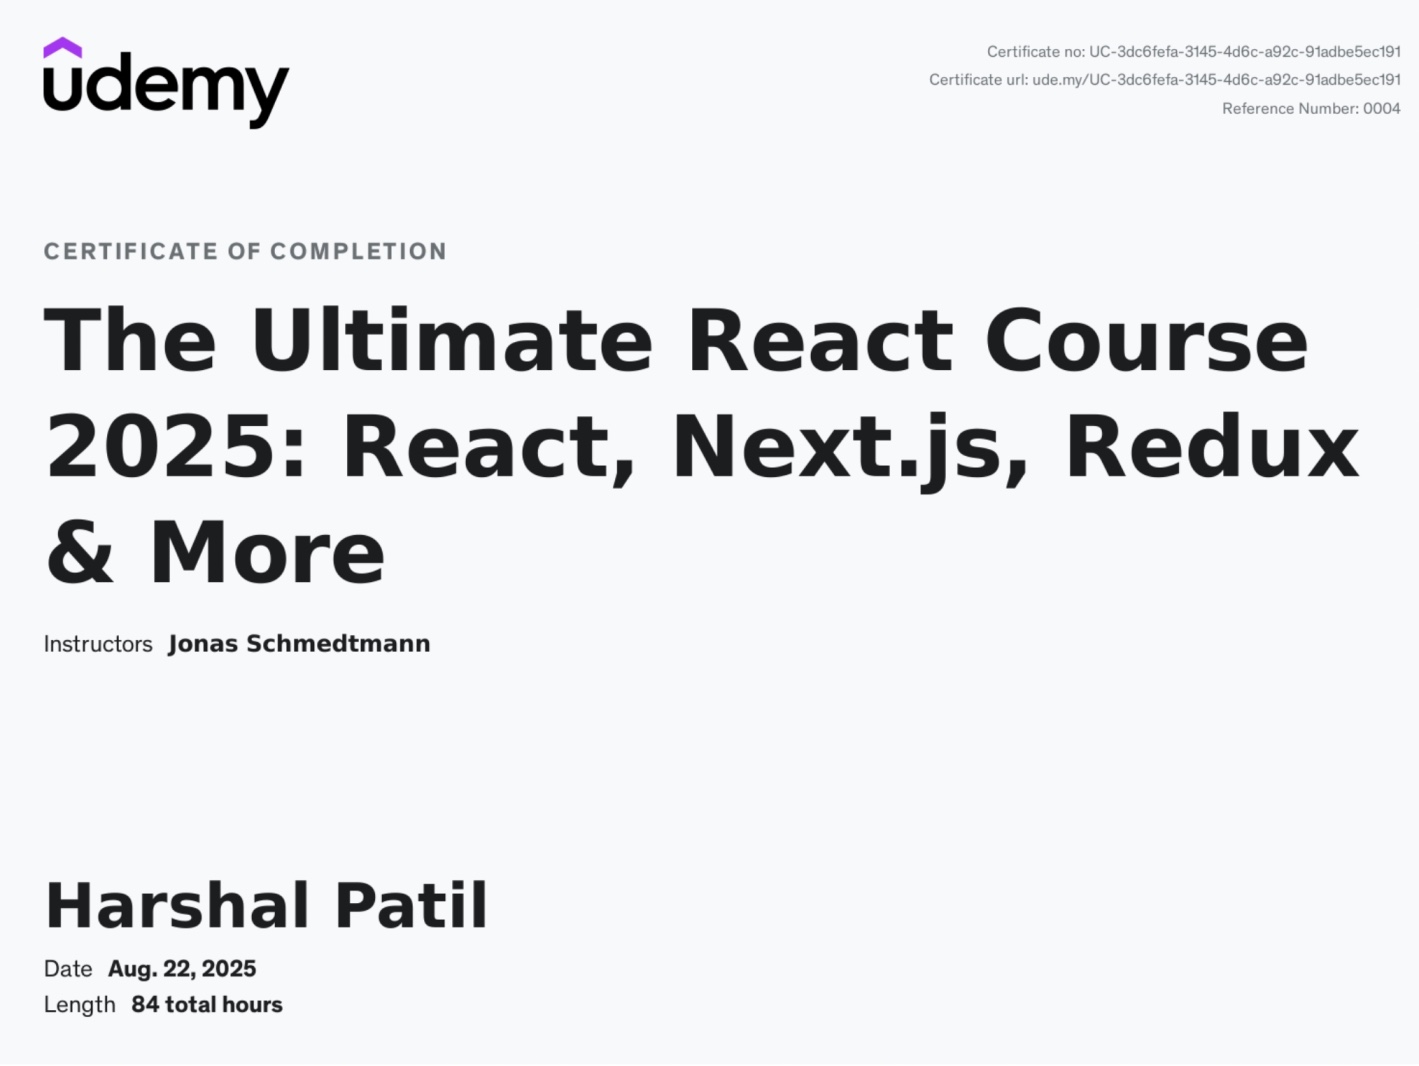 udemy
Certificate no: UC-3dc6fefa-3145-4d6c-a92c-91adbe5ec191
Certificate url: ude.my/UC-3dc6fefa-3145-4d6c-a92c-91adbe5ec191
Reference Number: 0004
CERTIFICATE OF COMPLETION
The Ultimate React Course
2025: React, Next.js, Redux
& More
Instructors Jonas Schmedtmann
Harshal Patil
Date Aug. 22, 2025
Length 84 total hours